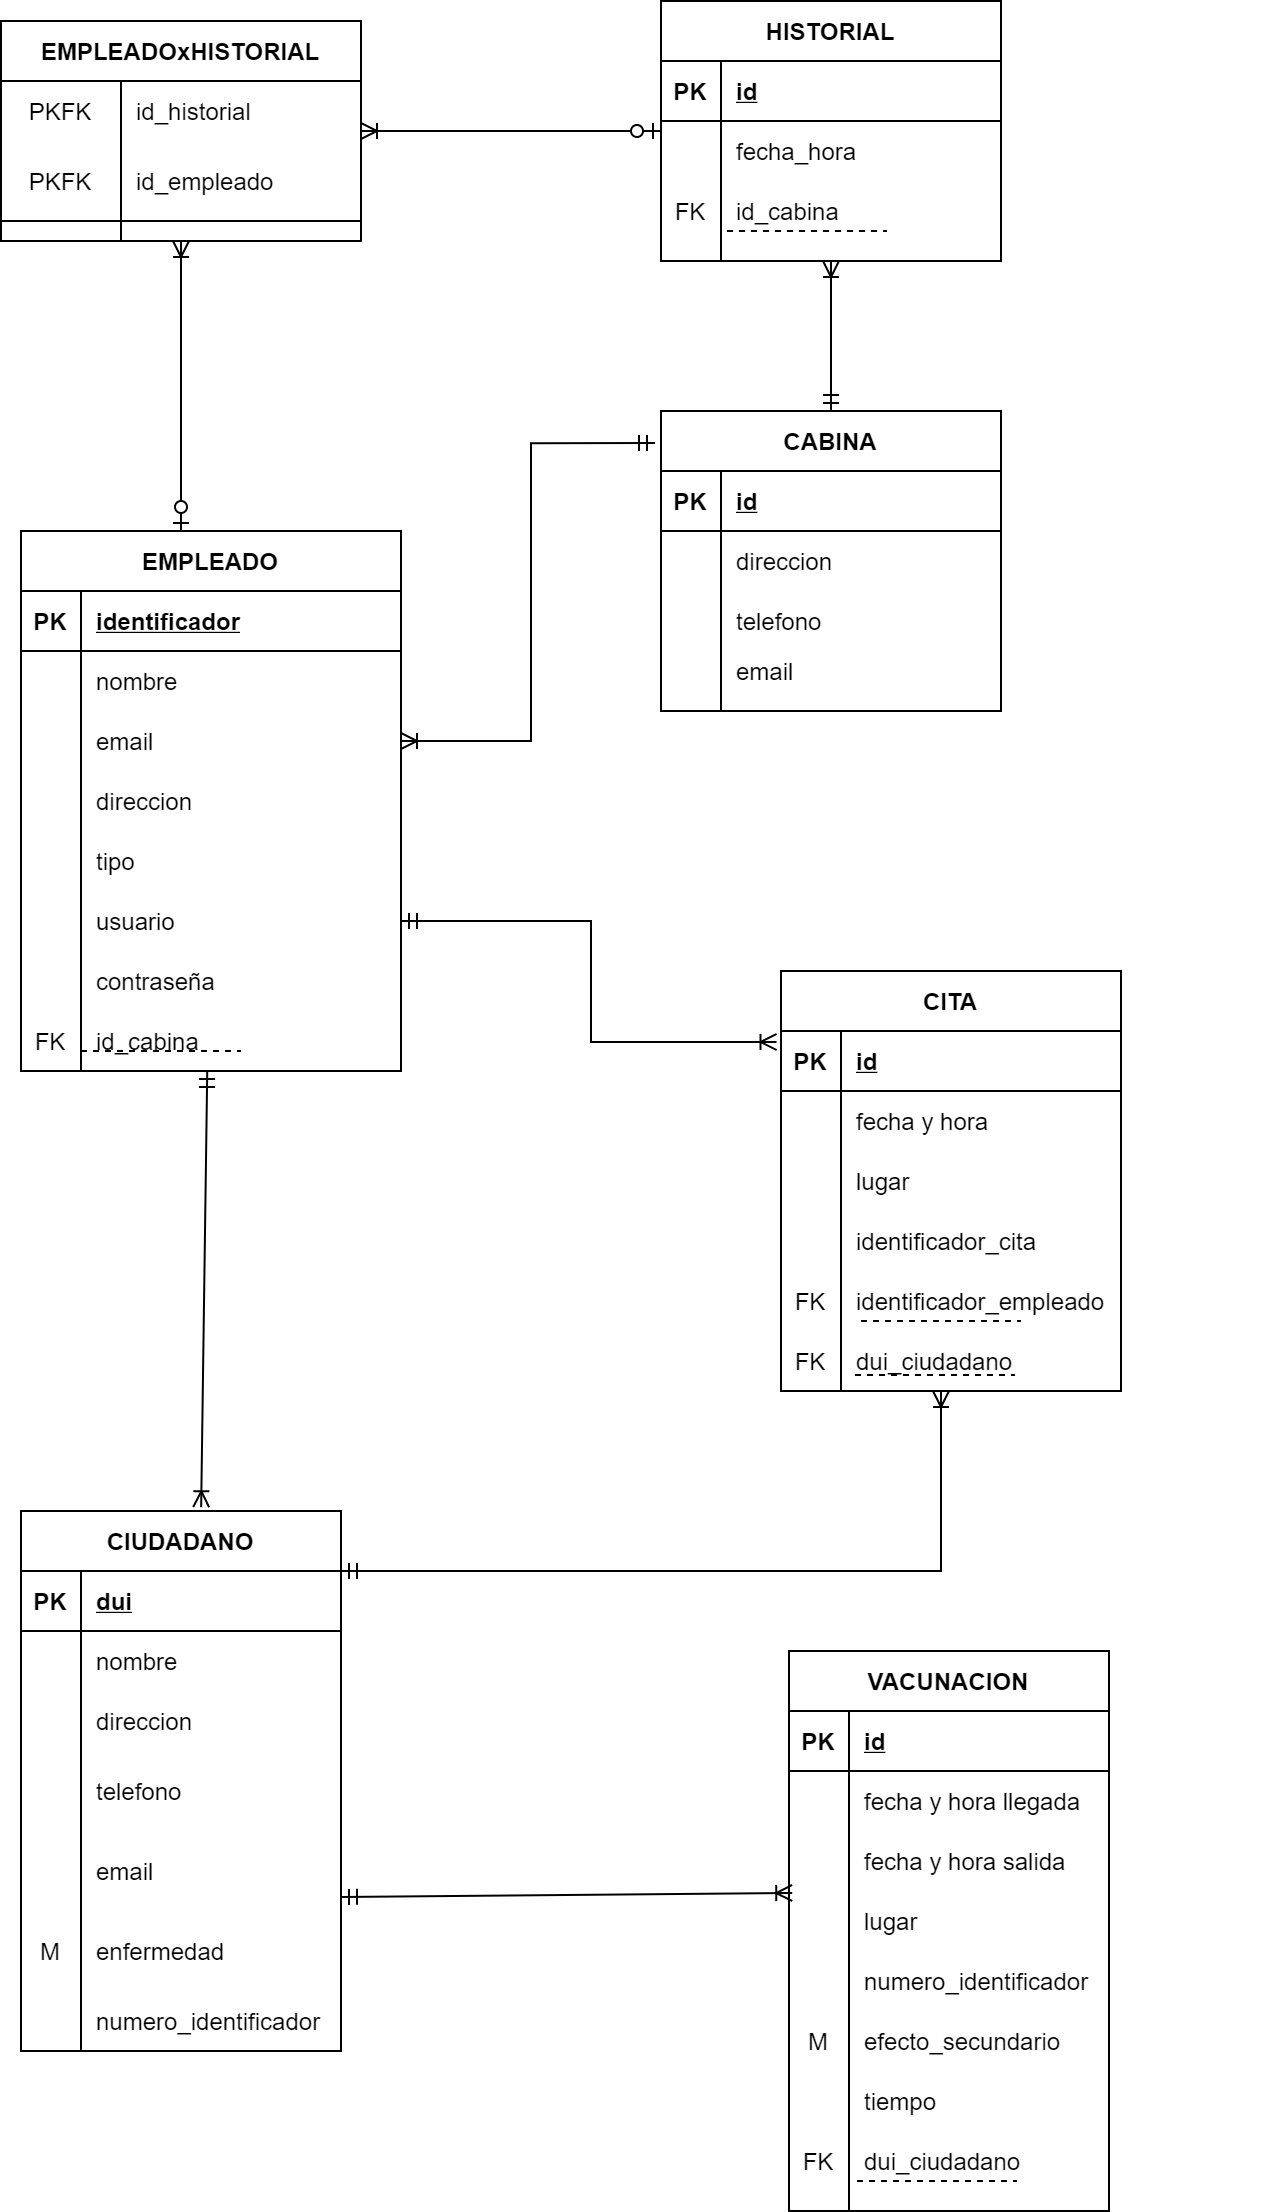 EMPLEADOxHISTORIAL
PKFK id_historial
PKFK id_empleado
HISTORIAL
PK id
fecha_hora
FK id_cabina
CABINA
PK id
direccion
telefono
email
EMPLEADO
PK identificador
nombre
email
direccion
tipo
usuario
contraseña
FK id_cabina
CITA
PK id
fecha y hora
lugar
identificador_cita
FK identificador_empleado
FK dui_ciudadano
CIUDADANO
PK dui
nombre
direccion
telefono
email
M enfermedad
numero_identificador
VACUNACION
PK id
fecha y hora llegada
fecha y hora salida
lugar
numero_identificador
M efecto_secundario
tiempo
FK dui_ciudadano